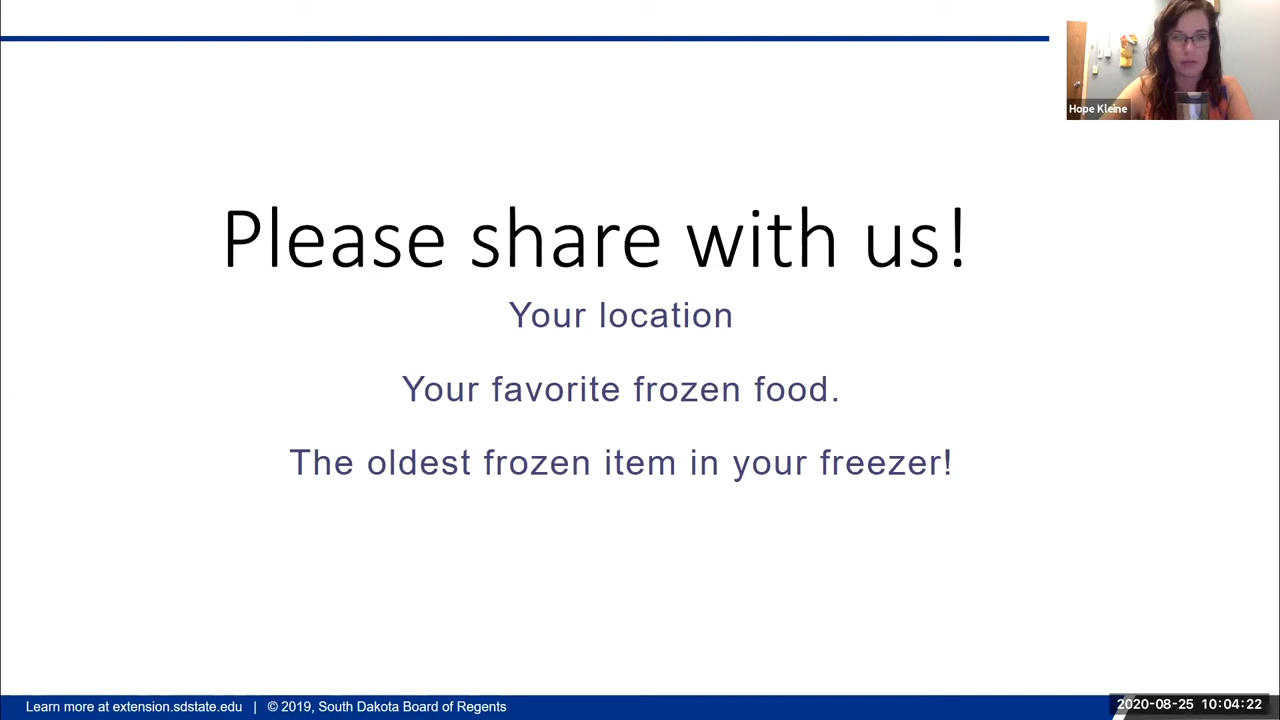 Hope Kleine
Please share with us!
Your location
Your favorite frozen food.
The oldest frozen item in your freezer!
Learn more at extension.sdstate.edu | © 2019, South Dakota Board of Regents
2020-08-25 10:04:22